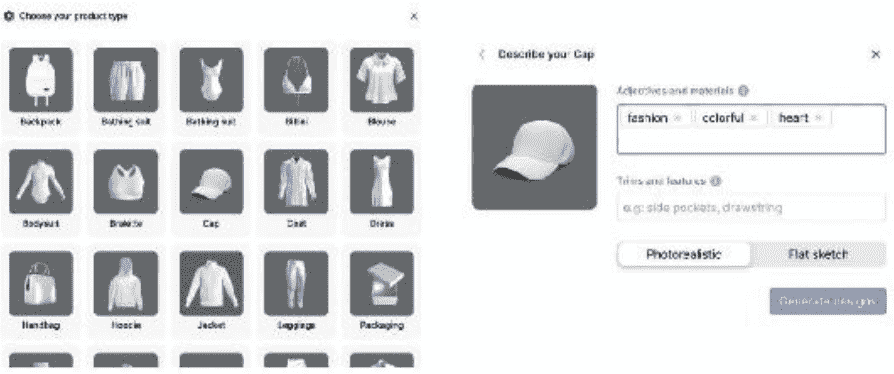 Choose your product type
Backpack
Bathing suit
Bathing suit
Bikini
Blouse
Bodysuit
Bralette
Cap
Coat
Dress
Handbag
Hoodie
Jacket
Leggings
Packaging
Describe your Cap
Adjectives and materials
fashion × colorful × heart ×
Trims and features
e.g: side pockets, drawstring
Photorealistic Flat sketch
Generate designs